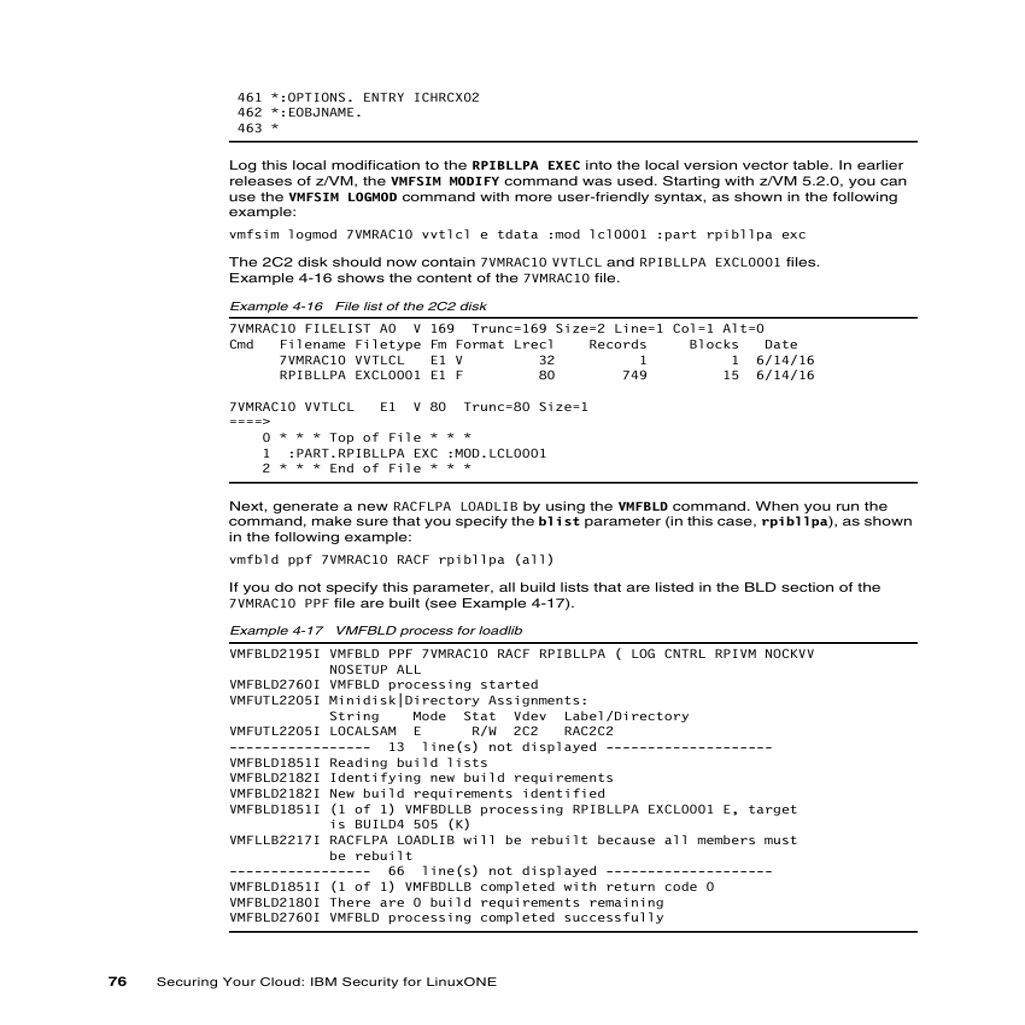 461 *:OPTIONS. ENTRY ICHRCX02
462 *:EOBJNAME.
463 *
Log this local modification to the RPIBLLPA EXEC into the local version vector table. In earlier
releases of z/VM, the VMFSIM MODIFY command was used. Starting with z/VM 5.2.0, you can
use the VMFSIM LOGMOD command with more user-friendly syntax, as shown in the following
example:
vmfsim logmod 7VMRAC10 vvtlcl e tdata :mod lcl0001 :part rpibllpa exc
The 2C2 disk should now contain 7VMRAC10 VVTLCL and RPIBLLPA EXCL0001 files.
Example 4-16 shows the content of the 7VMRAC10 file.
Example 4-16   File list of the 2C2 disk
7VMRAC10 FILELIST A0  V 169  Trunc=169 Size=2 Line=1 Col=1 Alt=0
Cmd   Filename Filetype Fm Format Lrecl    Records     Blocks   Date
      7VMRAC10 VVTLCL   E1 V         32          1          1  6/14/16
      RPIBLLPA EXCL0001 E1 F         80        749         15  6/14/16
7VMRAC10 VVTLCL   E1  V 80  Trunc=80 Size=1
====>
    0 * * * Top of File * * *
    1  :PART.RPIBLLPA EXC :MOD.LCL0001
    2 * * * End of File * * *
Next, generate a new RACFLPA LOADLIB by using the VMFBLD command. When you run the
command, make sure that you specify the blist parameter (in this case, rpibllpa), as shown
in the following example:
vmfbld ppf 7VMRAC10 RACF rpibllpa (all)
If you do not specify this parameter, all build lists that are listed in the BLD section of the
7VMRAC10 PPF file are built (see Example 4-17).
Example 4-17   VMFBLD process for loadlib
VMFBLD2195I VMFBLD PPF 7VMRAC10 RACF RPIBLLPA ( LOG CNTRL RPIVM NOCKVV
            NOSETUP ALL
VMFBLD2760I VMFBLD processing started
VMFUTL2205I Minidisk|Directory Assignments:
            String    Mode  Stat  Vdev  Label/Directory
VMFUTL2205I LOCALSAM  E      R/W  2C2   RAC2C2
-----------------  13  line(s) not displayed --------------------
VMFBLD1851I Reading build lists
VMFBLD2182I Identifying new build requirements
VMFBLD2182I New build requirements identified
VMFBLD1851I (1 of 1) VMFBDLLB processing RPIBLLPA EXCL0001 E, target
            is BUILD4 505 (K)
VMFLLB2217I RACFLPA LOADLIB will be rebuilt because all members must
            be rebuilt
-----------------  66  line(s) not displayed --------------------
VMFBLD1851I (1 of 1) VMFBDLLB completed with return code 0
VMFBLD2180I There are 0 build requirements remaining
VMFBLD2760I VMFBLD processing completed successfully
76    Securing Your Cloud: IBM Security for LinuxONE